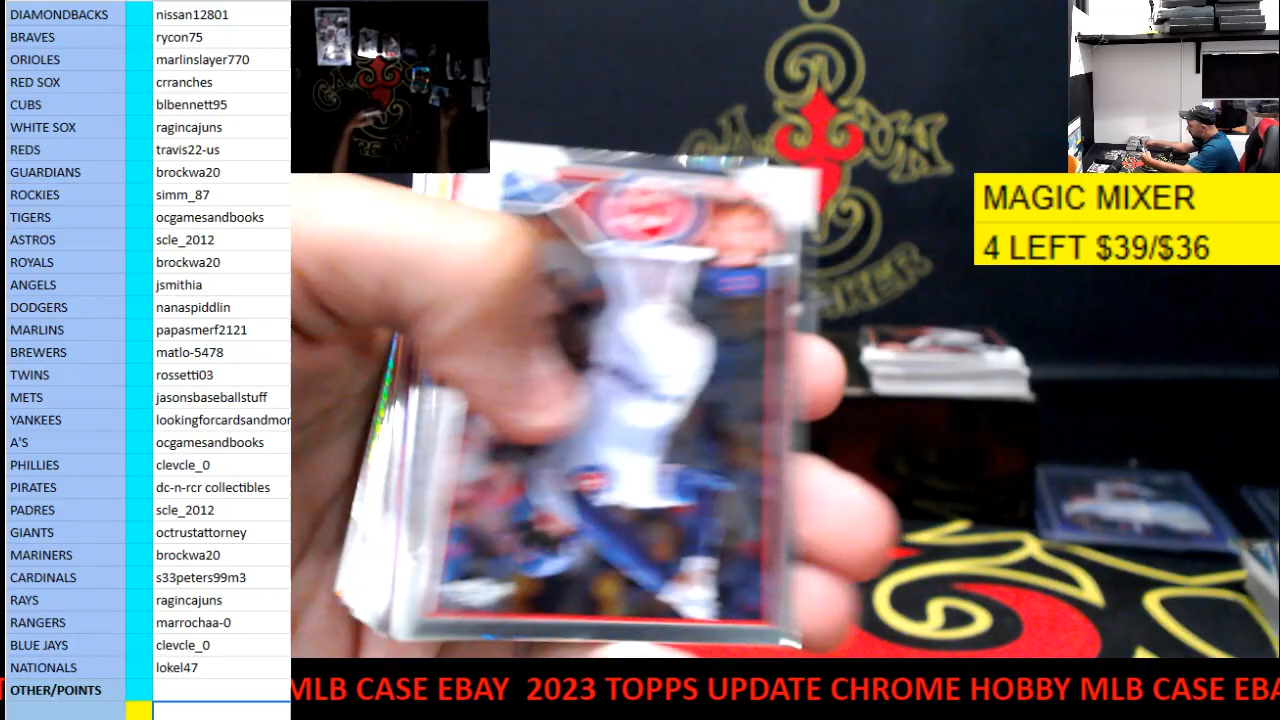 DIAMONDBACKS nissan12801
BRAVES rycon75
ORIOLES marlinslayer770
RED SOX crranches
CUBS blbennett95
WHITE SOX ragincajuns
REDS travis22-us
GUARDIANS brockwa20
ROCKIES simm_87
TIGERS ocgamesandbooks
ASTROS scle_2012
ROYALS brockwa20
ANGELS jsmithia
DODGERS nanaspiddlin
MARLINS papasmerf2121
BREWERS matlo-5478
TWINS rossetti03
METS jasonsbaseballstuff
YANKEES lookingforcardsandmor
A'S ocgamesandbooks
PHILLIES clevcle_0
PIRATES dc-n-rcr collectibles
PADRES scle_2012
GIANTS octrustattorney
MARINERS brockwa20
CARDINALS s33peters99m3
RAYS ragincajuns
RANGERS marrochaa-0
BLUE JAYS clevcle_0
NATIONALS lokel47
OTHER/POINTS
MAGIC MIXER
4 LEFT $39/$36
MLB CASE EBAY 2023 TOPPS UPDATE CHROME HOBBY MLB CASE EBA